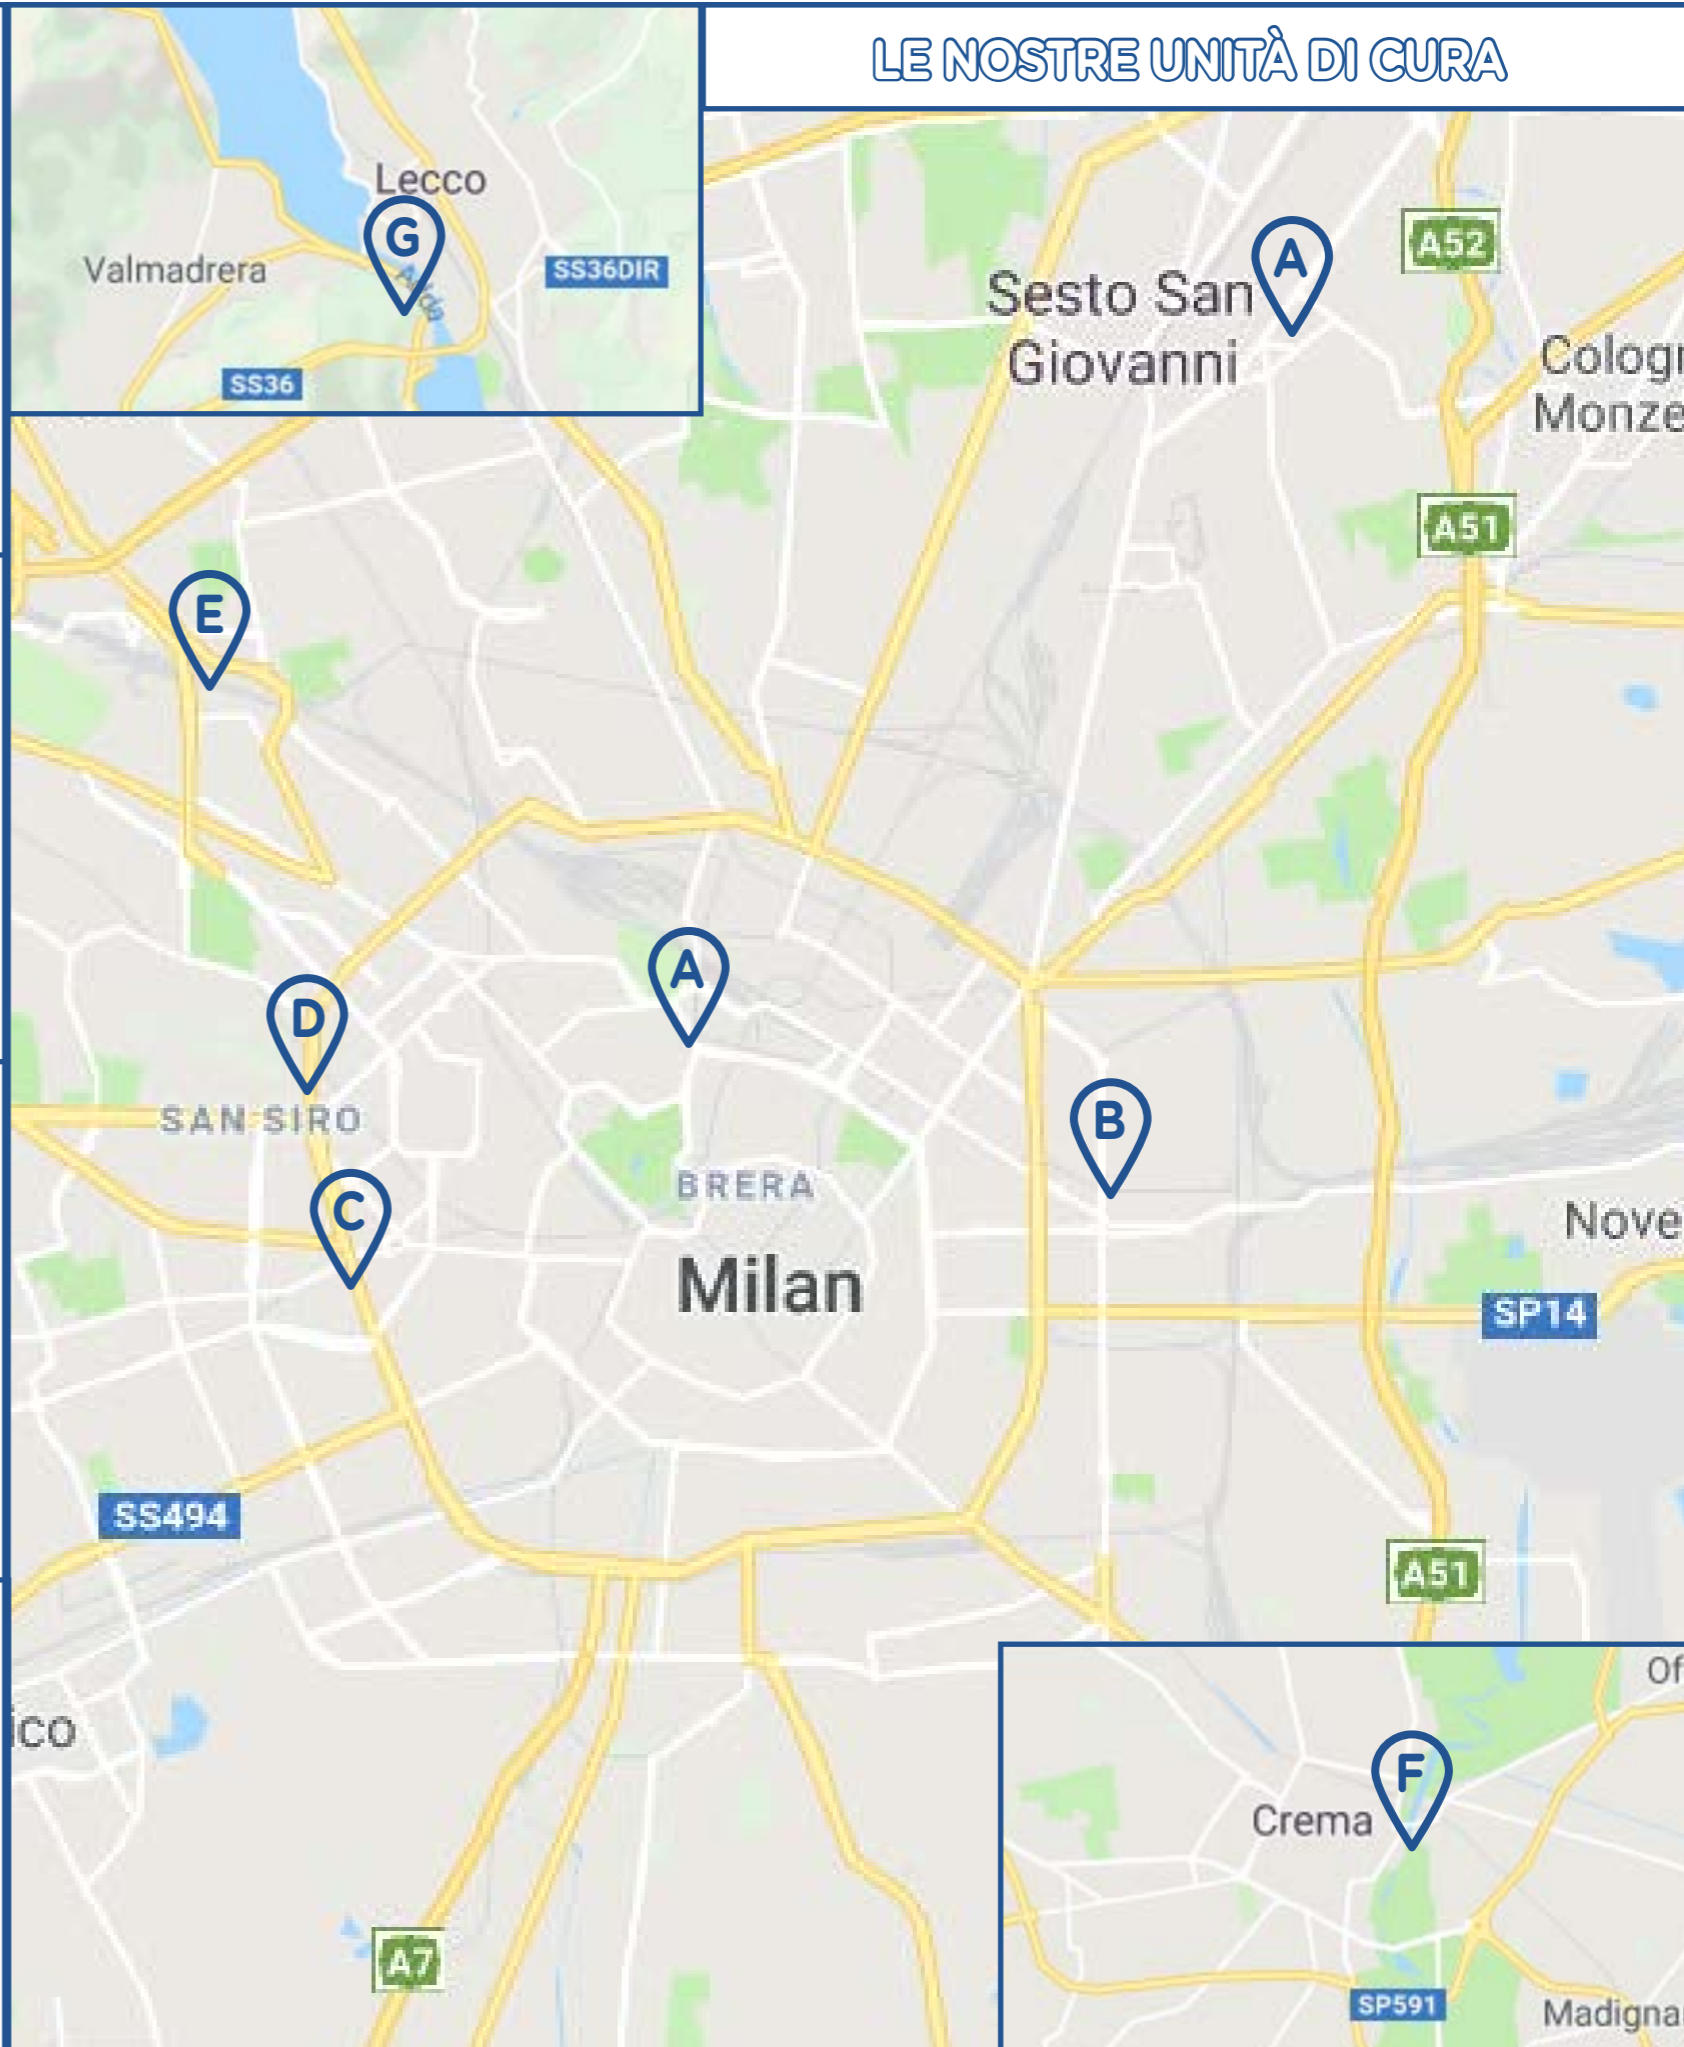 LE NOSTRE UNITÀ DI CURA
Lecco
G
Adda
Valmadrera
SS36DIR
SS36
A
A52
Sesto San
Giovanni
Cologn
Monze
A51
E
A
D
B
SAN SIRO
BRERA
C
Milan
Nove
SP14
SS494
A51
ico
Of
F
Crema
A7
SP591
Madigna